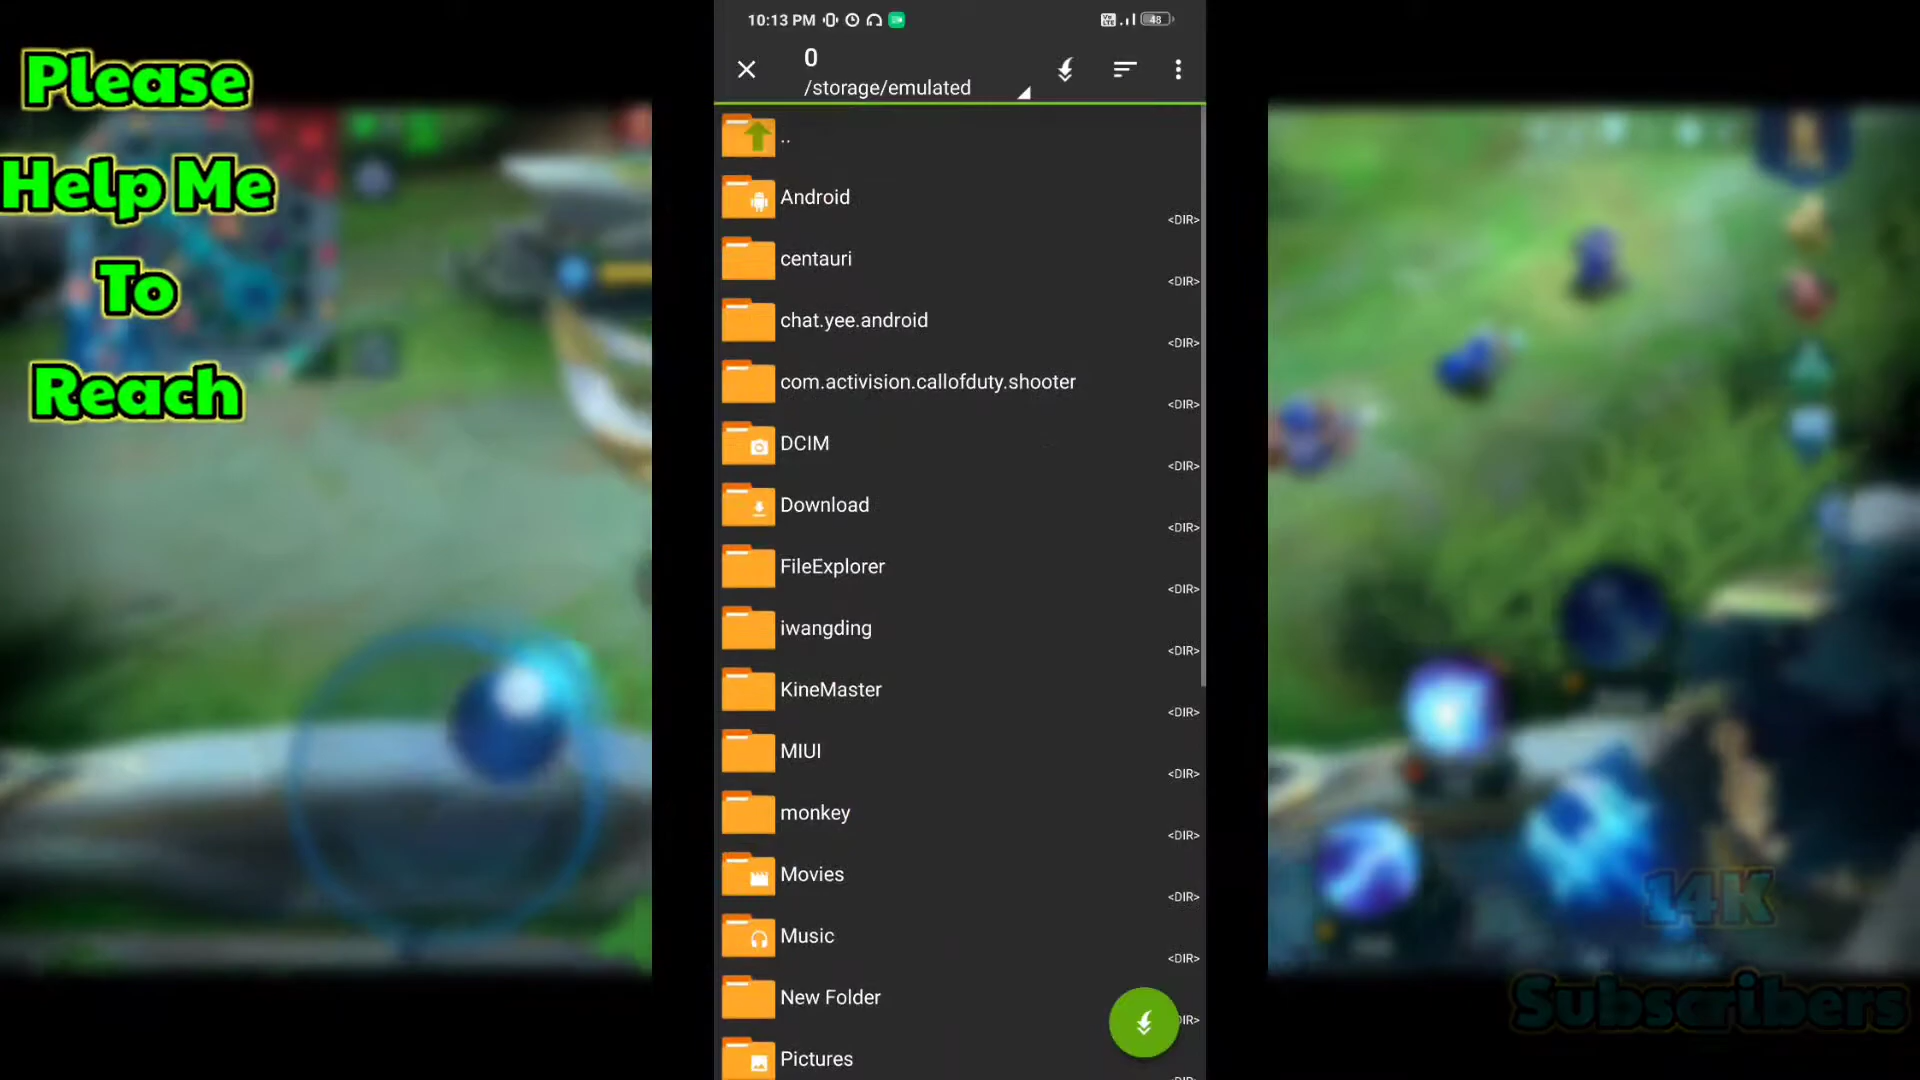 Please
Help Me
To
Reach
10:13 PM
48
0
/storage/emulated
..
Android
<DIR>
centauri
<DIR>
chat.yee.android
<DIR>
com.activision.callofduty.shooter
<DIR>
DCIM
<DIR>
Download
<DIR>
FileExplorer
<DIR>
iwangding
<DIR>
KineMaster
<DIR>
MIUI
<DIR>
monkey
<DIR>
Movies
<DIR>
Music
<DIR>
New Folder
DIR>
Pictures
14K
Subscribers